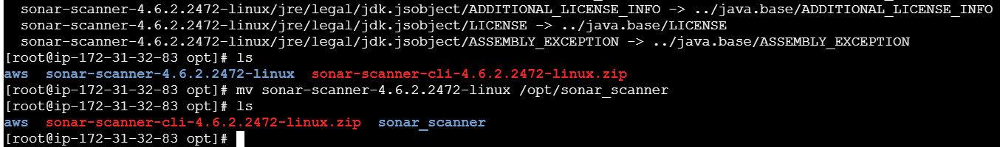 sonar-scanner-4.6.2.2472-linux/jre/legal/jdk.jsobject/ADDITIONAL_LICENSE_INFO -> ../java.base/ADDITIONAL_LICENSE_INFO
sonar-scanner-4.6.2.2472-linux/jre/legal/jdk.jsobject/LICENSE -> ../java.base/LICENSE
sonar-scanner-4.6.2.2472-linux/jre/legal/jdk.jsobject/ASSEMBLY_EXCEPTION -> ../java.base/ASSEMBLY_EXCEPTION
[root@ip-172-31-32-83 opt]# ls
aws  sonar-scanner-4.6.2.2472-linux  sonar-scanner-cli-4.6.2.2472-linux.zip
[root@ip-172-31-32-83 opt]# mv sonar-scanner-4.6.2.2472-linux /opt/sonar_scanner
[root@ip-172-31-32-83 opt]# ls
aws  sonar-scanner-cli-4.6.2.2472-linux.zip  sonar_scanner
[root@ip-172-31-32-83 opt]#